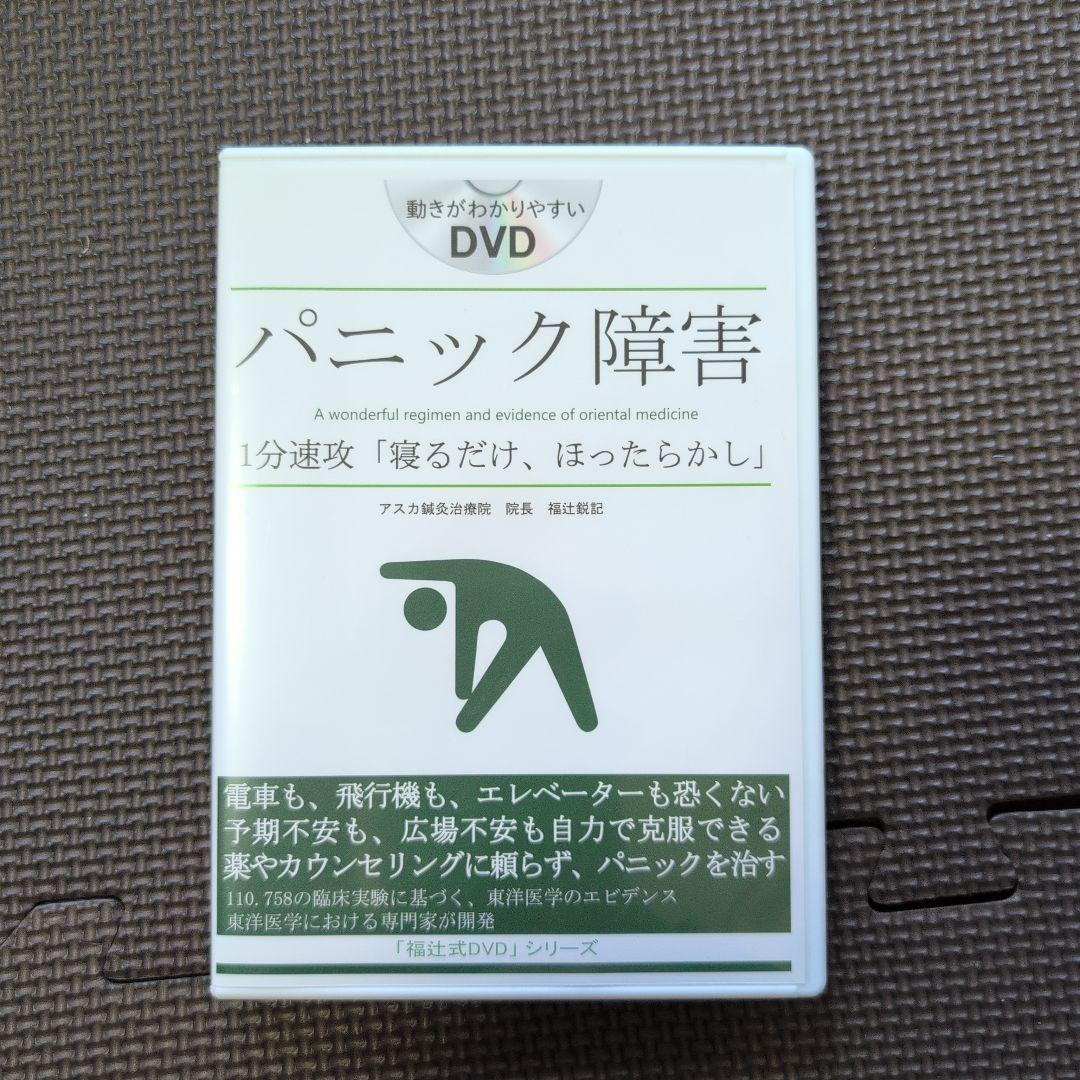 動きがわかりやすい
DVD
パニック障害
A wonderful regimen and evidence of oriental medicine
1分速攻「寝るだけ、ほったらかし」
アスカ鍼灸治療院　院長　福辻鋭記
電車も、飛行機も、エレベーターも恐くない
予期不安も、広場不安も自力で克服できる
薬やカウンセリングに頼らず、パニックを治す
110.758の臨床実験に基づく、東洋医学のエビデンス
東洋医学における専門家が開発
「福辻式DVD」シリーズ